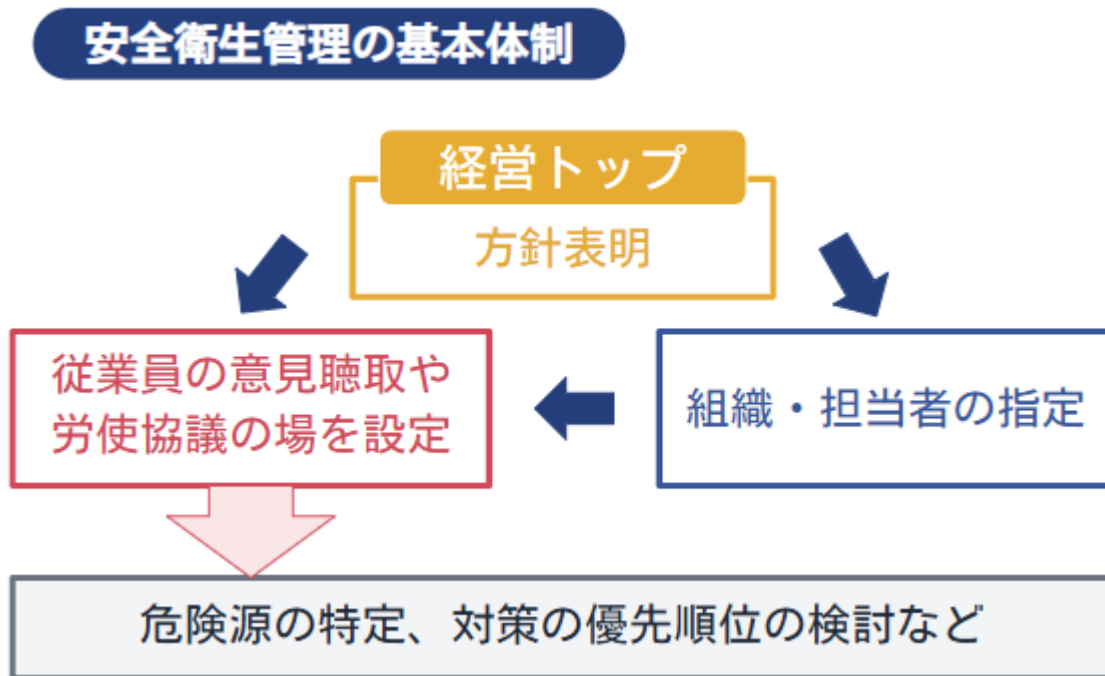 安全衛生管理の基本体制
経営トップ
方針表明
従業員の意見聴取や
労使協議の場を設定
組織・担当者の指定
危険源の特定、対策の優先順位の検討など